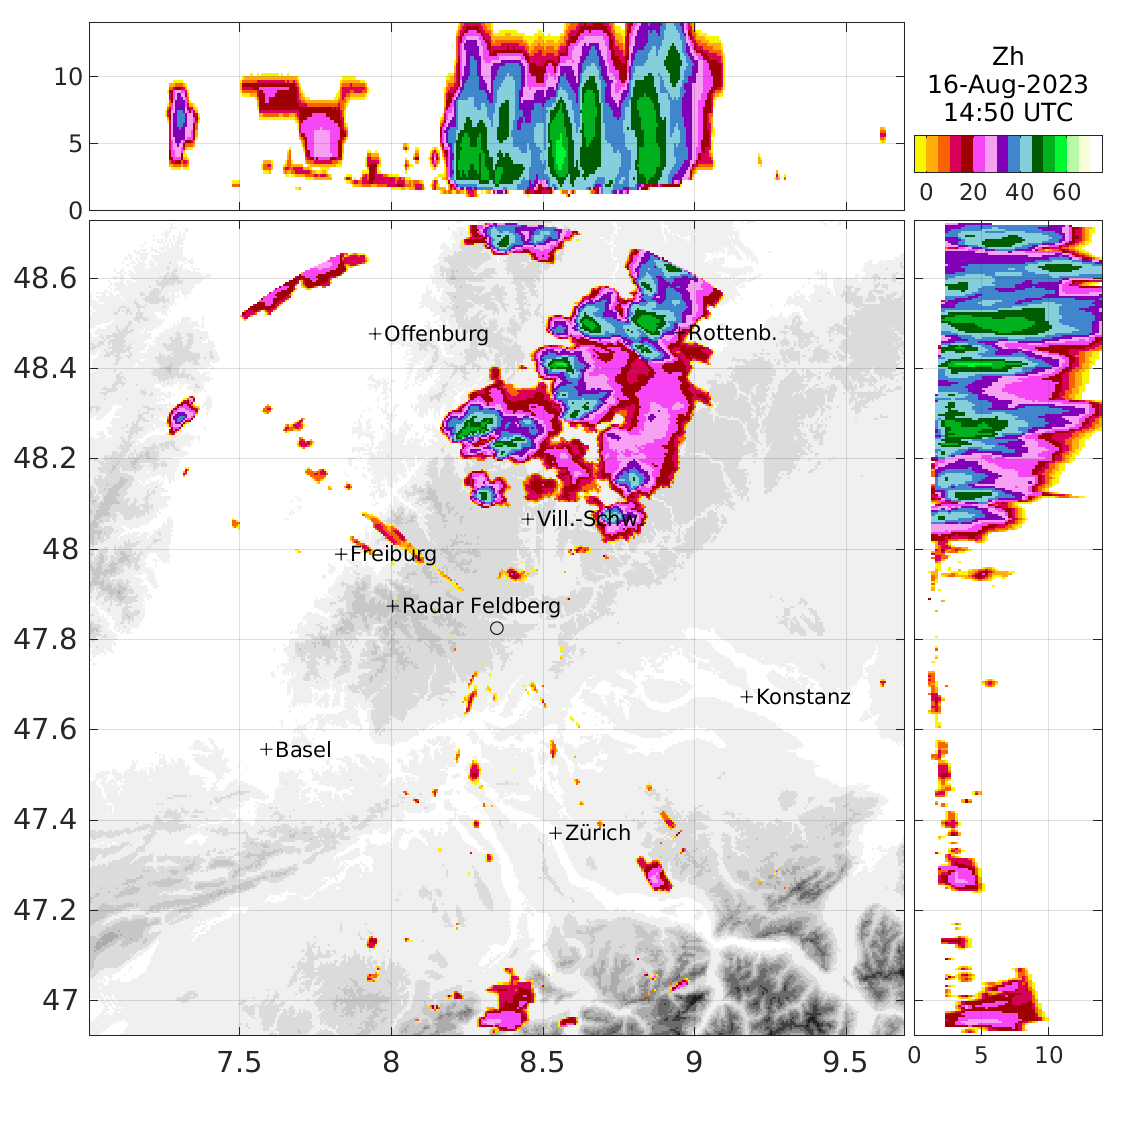 10
5
0
Zh
16-Aug-2023
14:50 UTC
0 20 40 60
48.6
+Offenburg
+Rottenb.
48.4
48.2
+Vill.-Schw.
48
+Freiburg
+Radar Feldberg
47.8
+Konstanz
47.6
+Basel
47.4
+Zürich
47.2
47
7.5 8 8.5 9 9.5
0 5 10